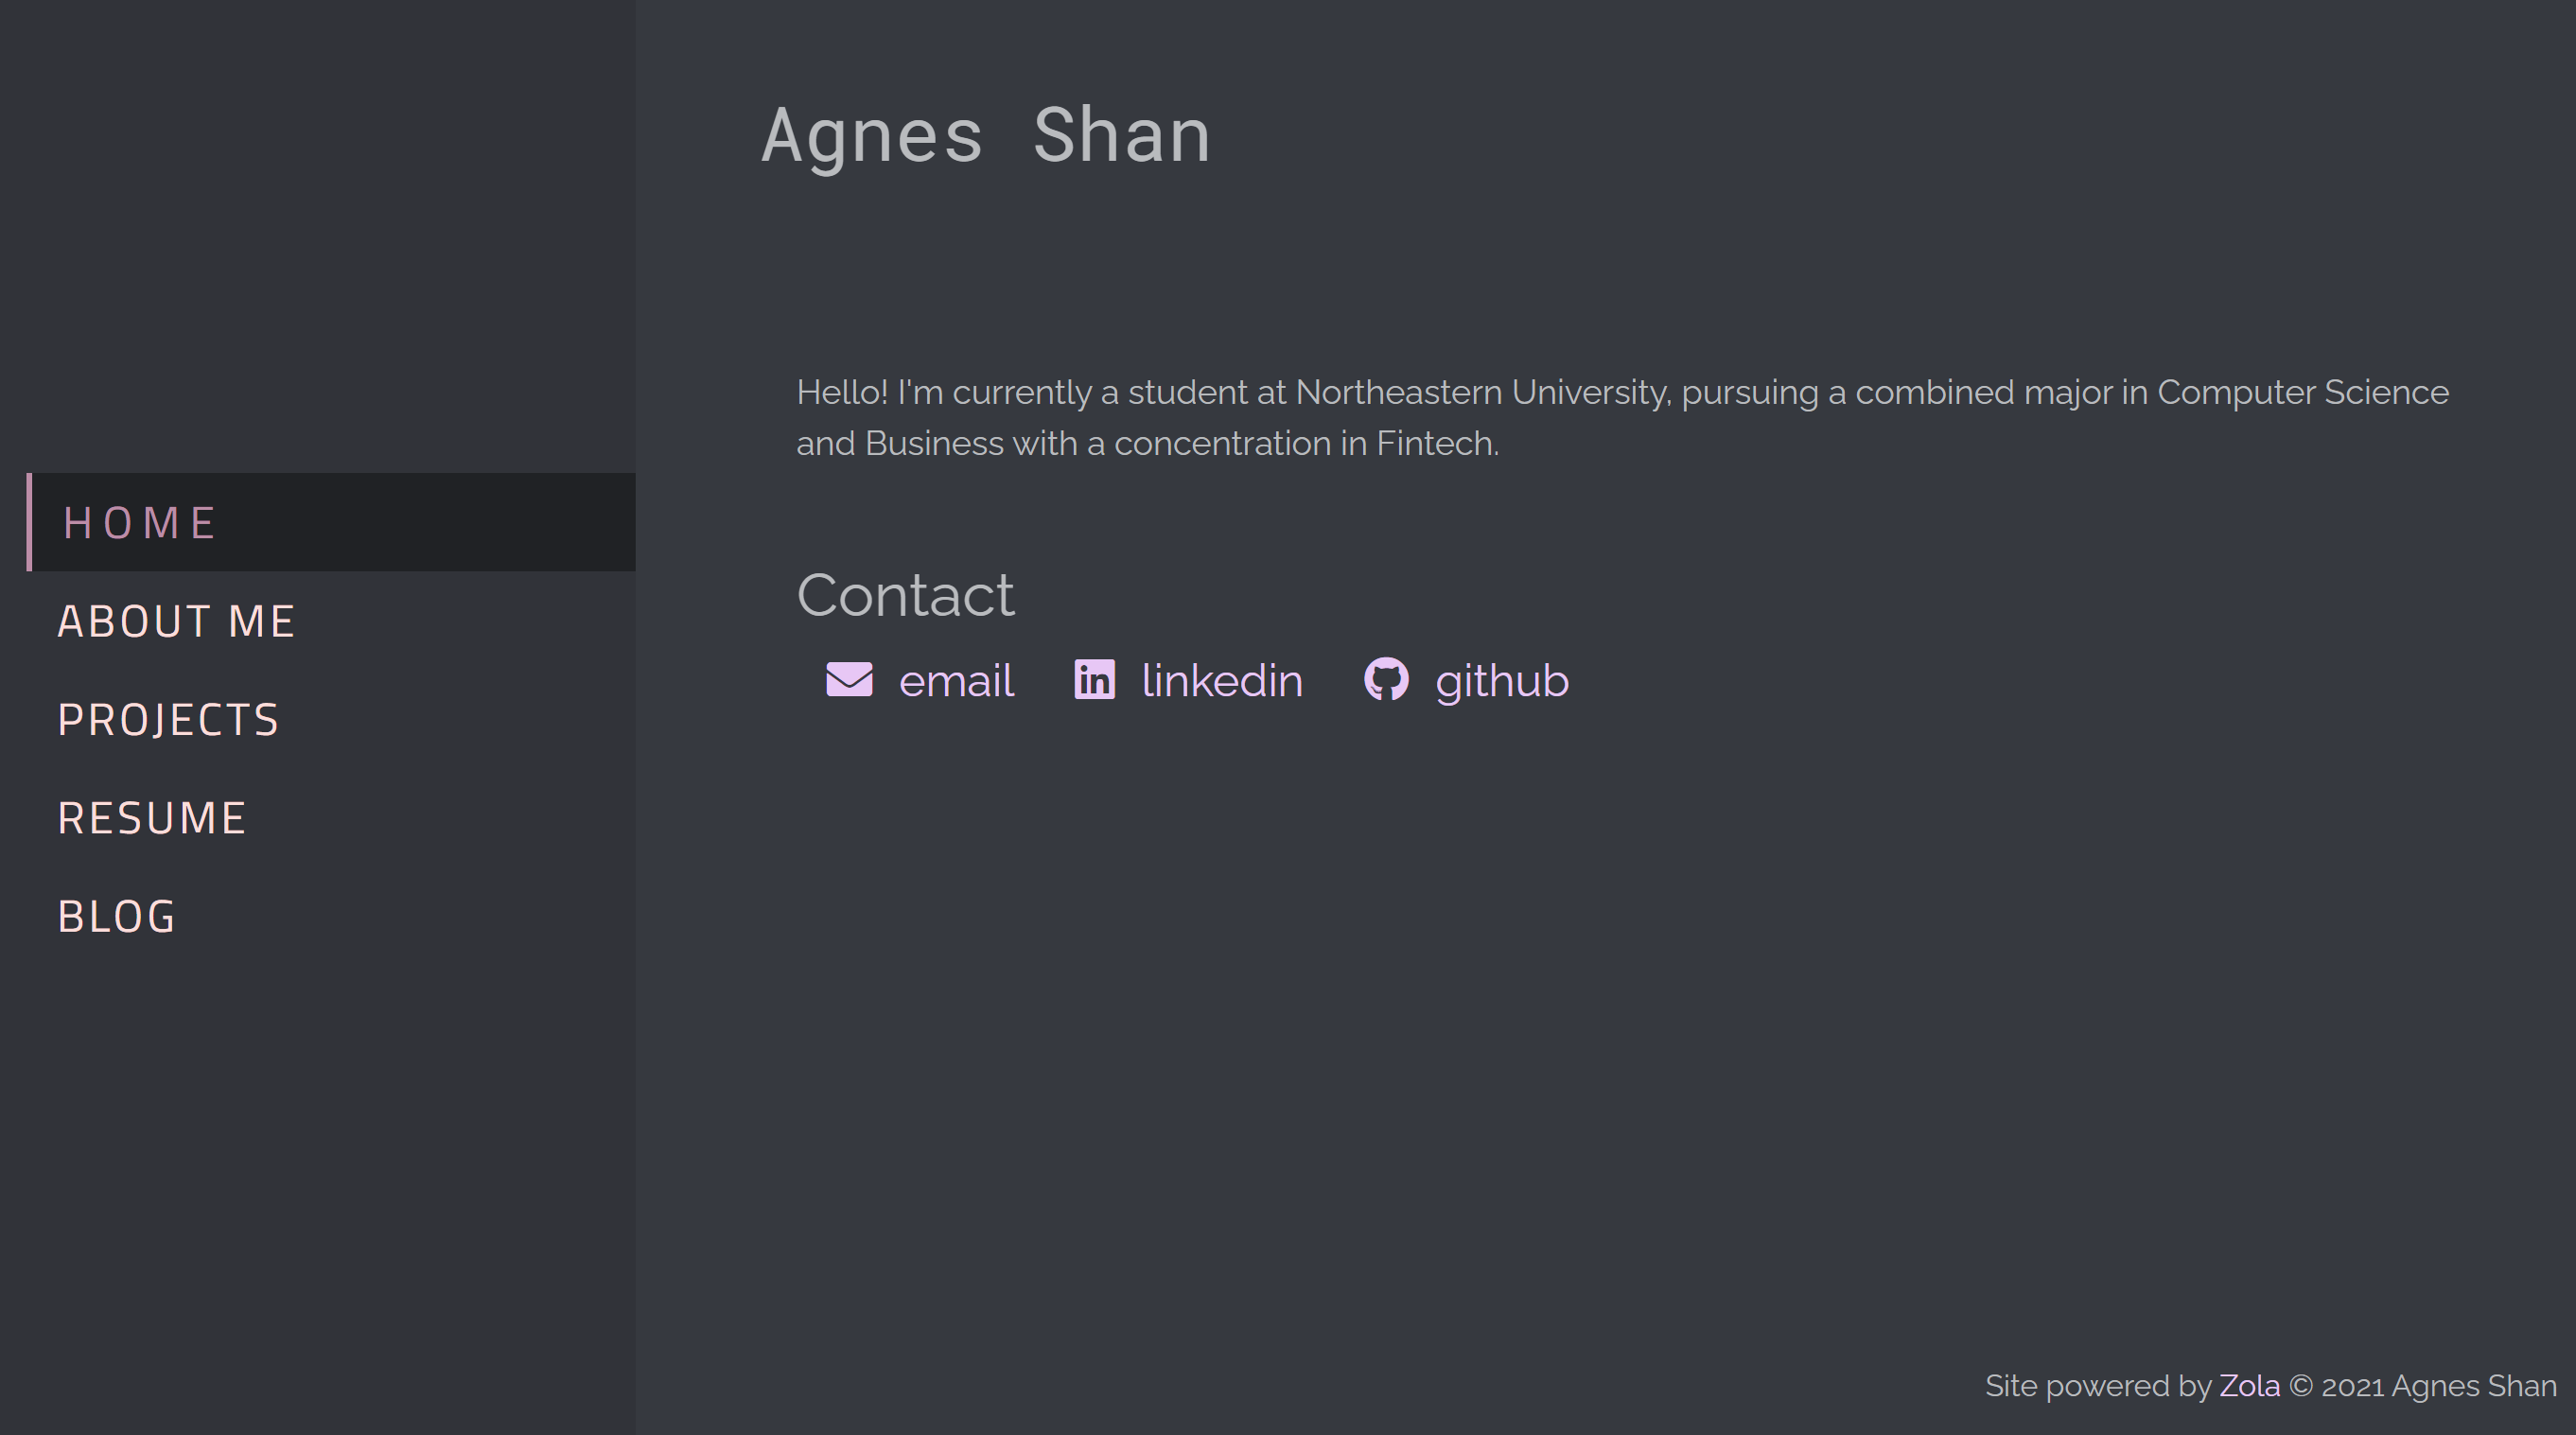 Agnes Shan
Hello! I'm currently a student at Northeastern University, pursuing a combined major in Computer Science
and Business with a concentration in Fintech.
HOME
ABOUT ME
PROJECTS
RESUME
BLOG
Contact
email linkedin github
Site powered by Zola © 2021 Agnes Shan